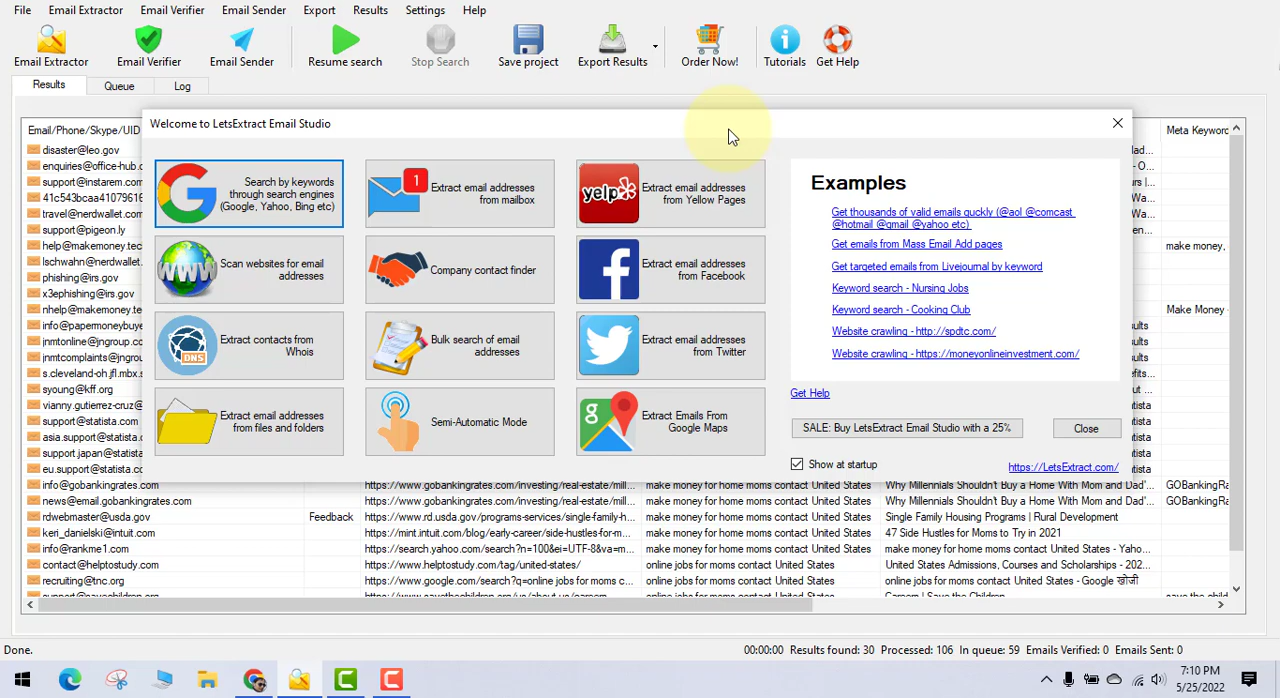 File Email Extractor Email Verifier Email Sender Export Results Settings Help
Email Extractor Email Verifier Email Sender Resume search Stop Search Save project Export Results Order Now! Tutorials Get Help
Results Queue Log
Welcome to LetsExtract Email Studio
Search by keywords
through search engines
(Google, Yahoo, Bing etc)
1
Extract email addresses
from mailbox
yelp
Extract email addresses
from Yellow Pages
WWW
Scan websites for email
addresses
Company contact finder
Extract email addresses
from Facebook
DNS
Extract contacts from
Whois
Bulk search of email
addresses
Extract email addresses
from Twitter
Extract email addresses
from files and folders
Semi-Automatic Mode
Extract Emails From
Google Maps
Examples
Get thousands of valid emails quckly (@aol @comcast
@hotmail @gmail @yahoo etc)
Get emails from Mass Email Add pages
Get targeted emails from Livejournal by keyword
Keyword search - Nursing Jobs
Keyword search - Cooking Club
Website crawling - http://spdtc.com/
Website crawling - https://moneyonlineinvestment.com/
Get Help
SALE: Buy LetsExtract Email Studio with a 25%
Close
Show at startup
https://LetsExtract.com/
Email/Phone/Skype/UID Meta Keyword
disaster@leo.gov
enquiries@office-hub.c
support@instarem.com
41c543bcaa41079616
travel@nerdwallet.com
support@pigeon.ly
help@makemoney.tec make money,
lschwahn@nerdwallet.
phishing@irs.gov
x3ephishing@irs.gov
nhelp@makemoney.tec
info@papermoneybuye Make Money -
jnmtonline@jngroup.c
jnmtcomplaints@jngro
s.cleveland-oh.jfl.mbx.
syoung@kff.org
vianny.gutierrez-cruz@
support@statista.com
asia.support@statista.
support.japan@statista
eu.support@statista.c
info@gobankingrates.com https://www.gobankingrates.com/investing/real-estate/mill... make money for home moms contact United States Why Millennials Shouldn't Buy a Home With Mom and Dad'... GOBankingRa
news@email.gobankingrates.com https://www.gobankingrates.com/investing/real-estate/mill... make money for home moms contact United States Why Millennials Shouldn't Buy a Home With Mom and Dad'... GOBankingRa
rdwebmaster@usda.gov Feedback https://www.rd.usda.gov/programs-services/single-family-h... make money for home moms contact United States Single Family Housing Programs | Rural Development
keri_danielski@intuit.com https://mint.intuit.com/blog/early-career/side-hustles-for-m... make money for home moms contact United States 47 Side Hustles for Moms to Try in 2021
info@rankme1.com https://search.yahoo.com/search?n=100&ei=UTF-8&va=m... make money for home moms contact United States make money for home moms contact United States - Yaho...
contact@helptostudy.com https://www.helptostudy.com/category/united-states/ online jobs for moms contact United States United States Admissions, Courses and Scholarships - 202...
recruiting@tnc.org https://www.google.com/search?q=online jobs for moms c... online jobs for moms contact United States online jobs for moms contact United States - Google खोजी
Done. 00:00:00 Results found: 30 Processed: 106 In queue: 59 Emails Verified: 0 Emails Sent: 0
7:10 PM
5/25/2022